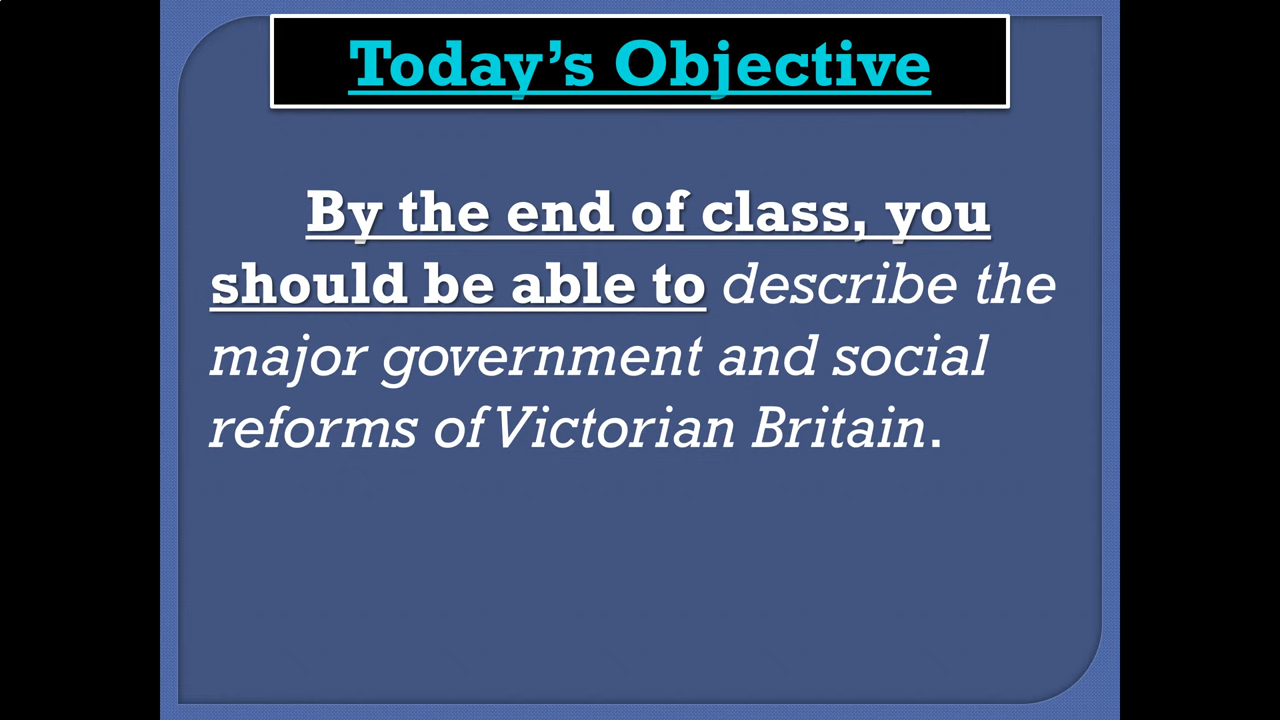 Today’s Objective
By the end of class, you
should be able to describe the
major government and social
reforms of Victorian Britain.